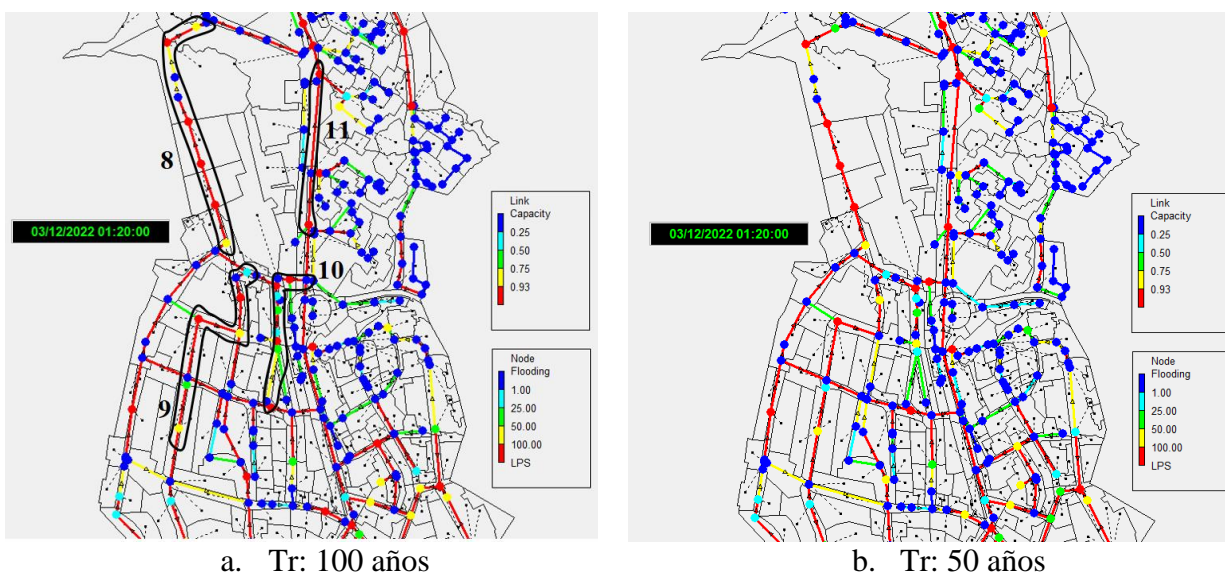 8
11
10
9
03/12/2022 01:20:00
Link
Capacity
0.25
0.50
0.75
0.93
Node
Flooding
1.00
25.00
50.00
100.00
LPS
a. Tr: 100 años
03/12/2022 01:20:00
Link
Capacity
0.25
0.50
0.75
0.93
Node
Flooding
1.00
25.00
50.00
100.00
LPS
b. Tr: 50 años